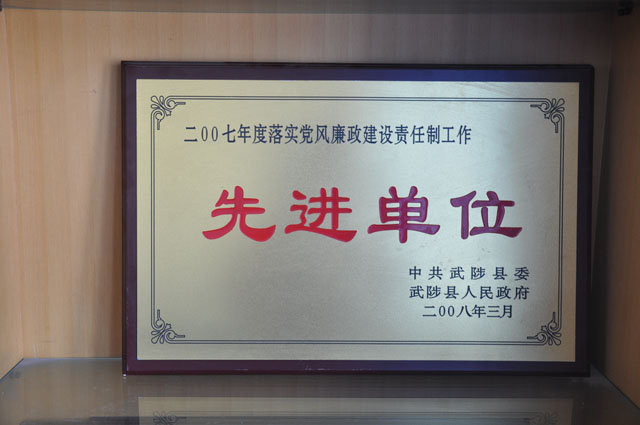 二00七年度落实党风廉政建设责任制工作
先进单位
中共武陟县委
武陟县人民政府
二00八年三月